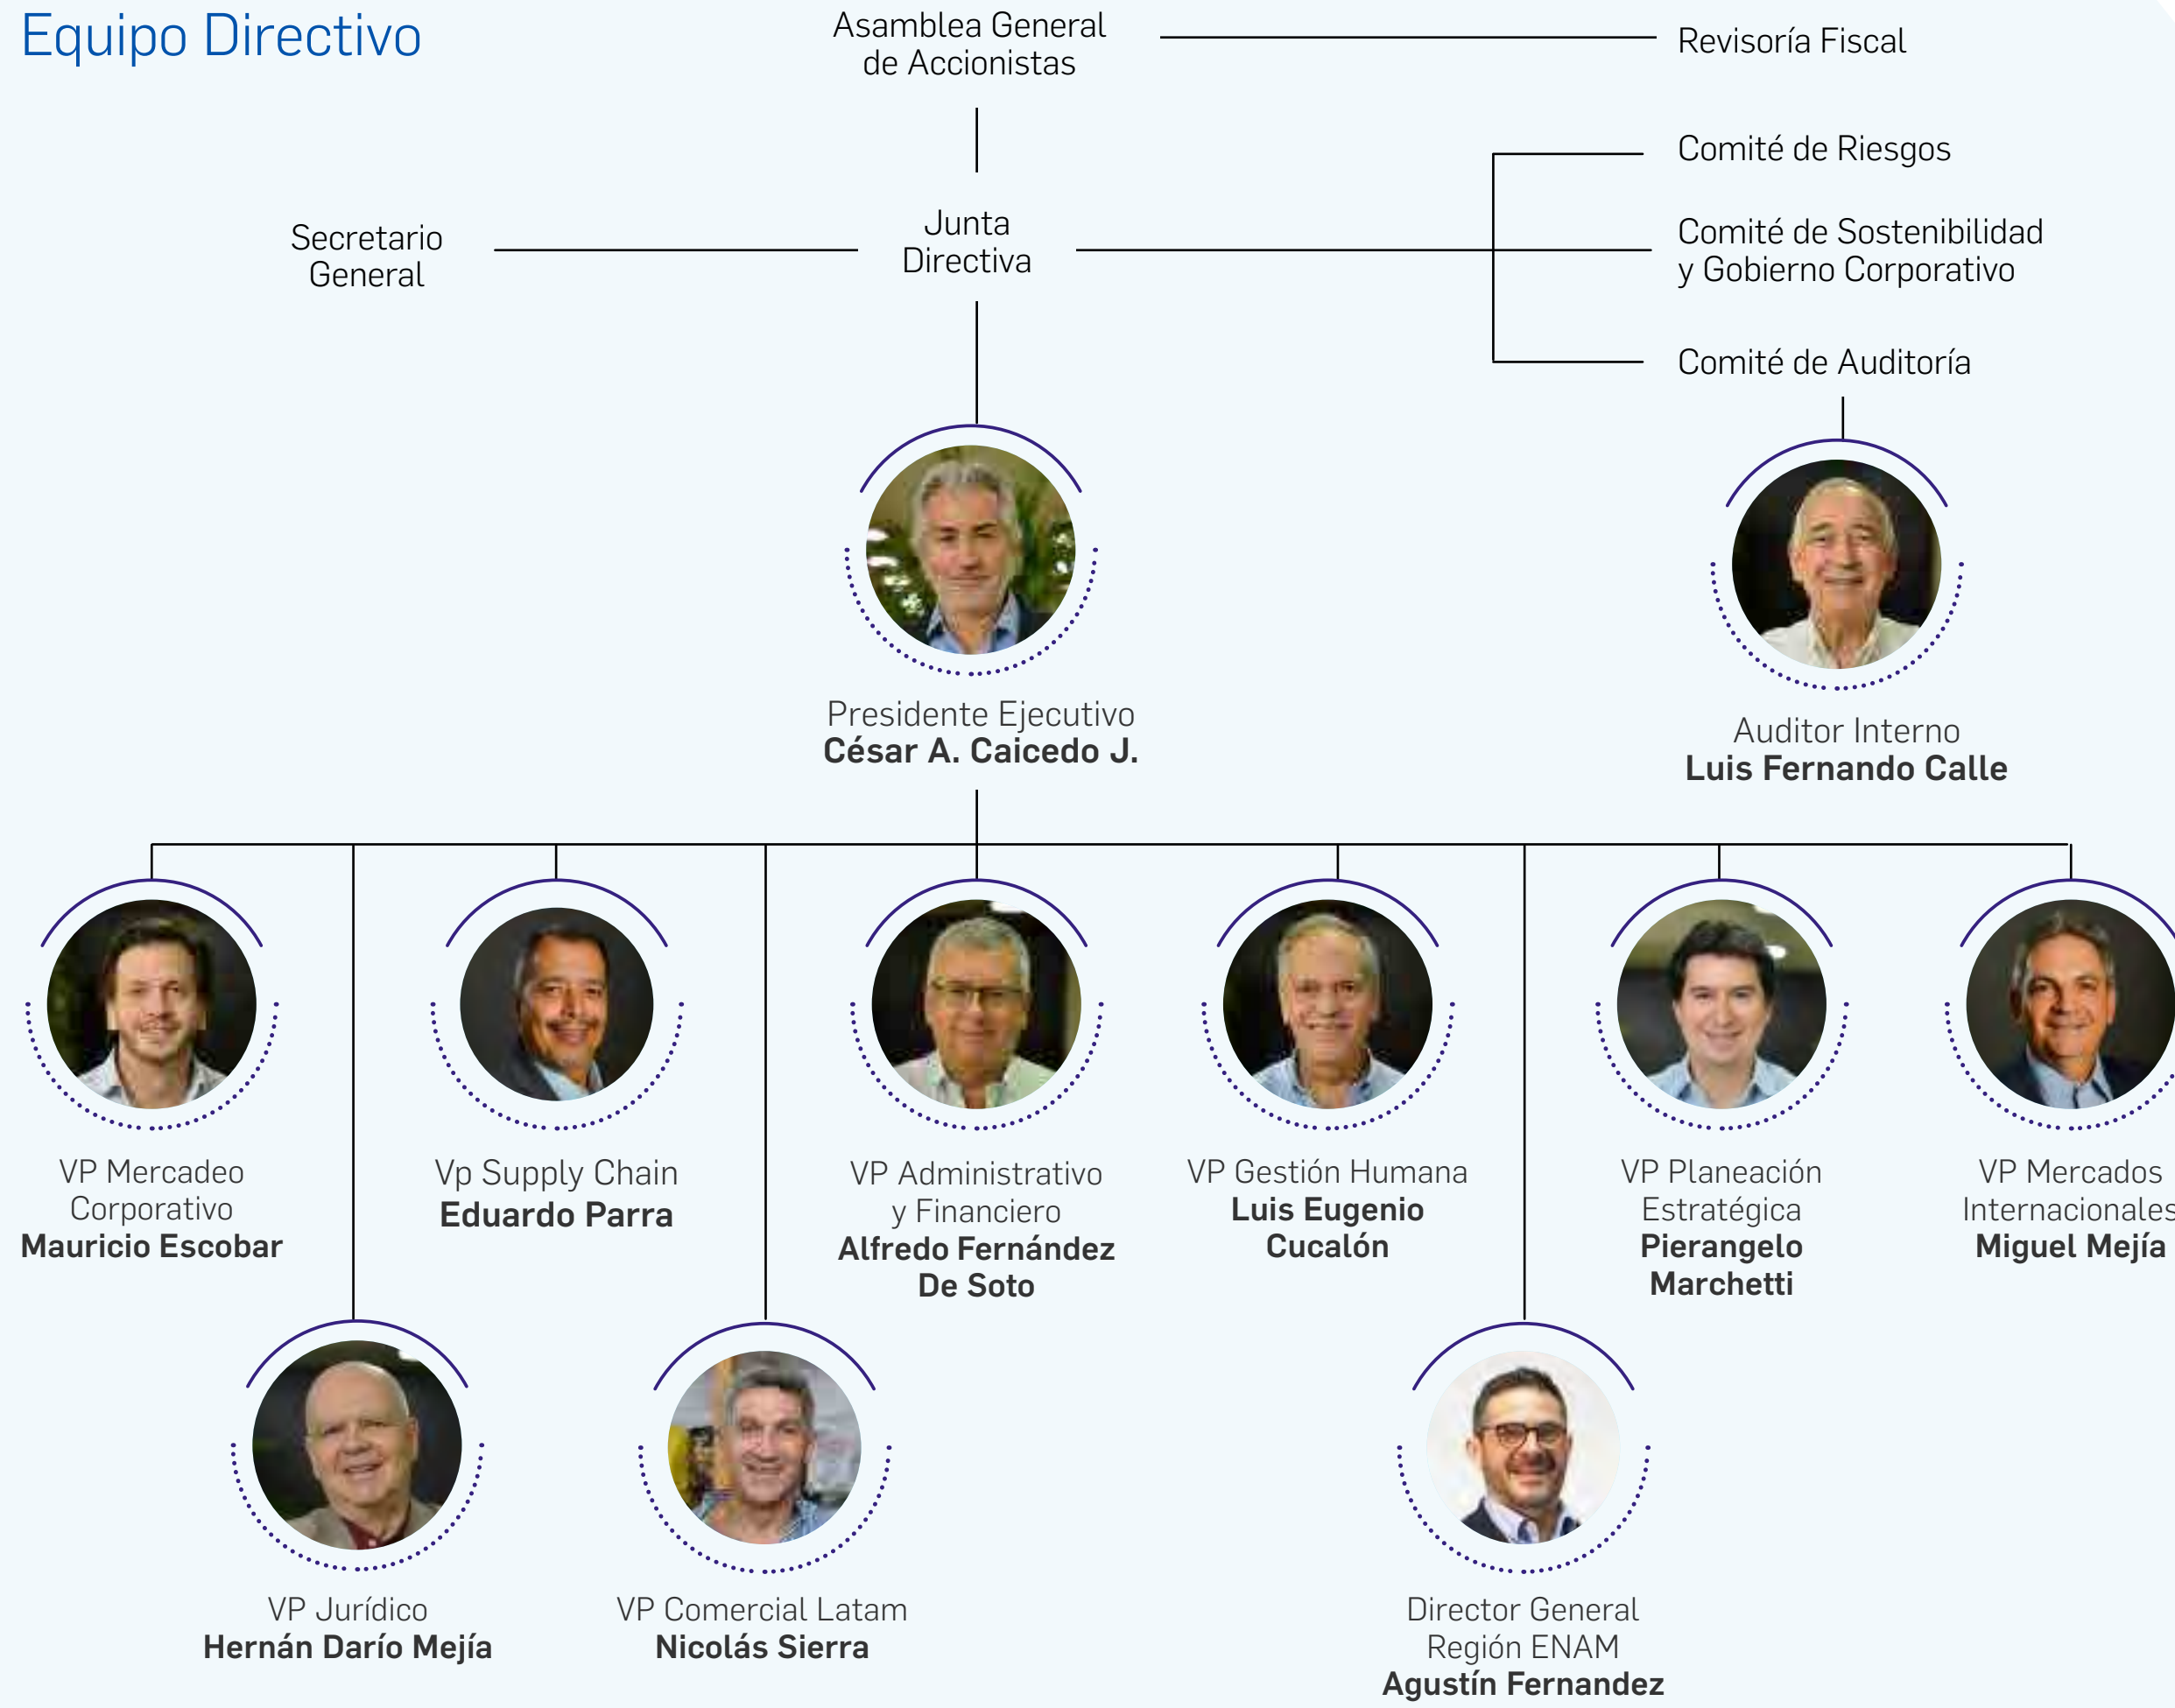 Equipo Directivo
Asamblea General
de Accionistas
Revisoría Fiscal
Comité de Riesgos
Secretario
General
Junta
Directiva
Comité de Sostenibilidad
y Gobierno Corporativo
Comité de Auditoría
Presidente Ejecutivo
César A. Caicedo J.
Auditor Interno
Luis Fernando Calle
VP Mercadeo
Corporativo
Mauricio Escobar
Vp Supply Chain
Eduardo Parra
VP Administrativo
y Financiero
Alfredo Fernández
De Soto
VP Gestión Humana
Luis Eugenio
Cucalón
VP Planeación
Estratégica
Pierangelo
Marchetti
VP Mercados
Internacionales
Miguel Mejía
VP Jurídico
Hernán Darío Mejía
VP Comercial Latam
Nicolás Sierra
Director General
Región ENAM
Agustín Fernandez